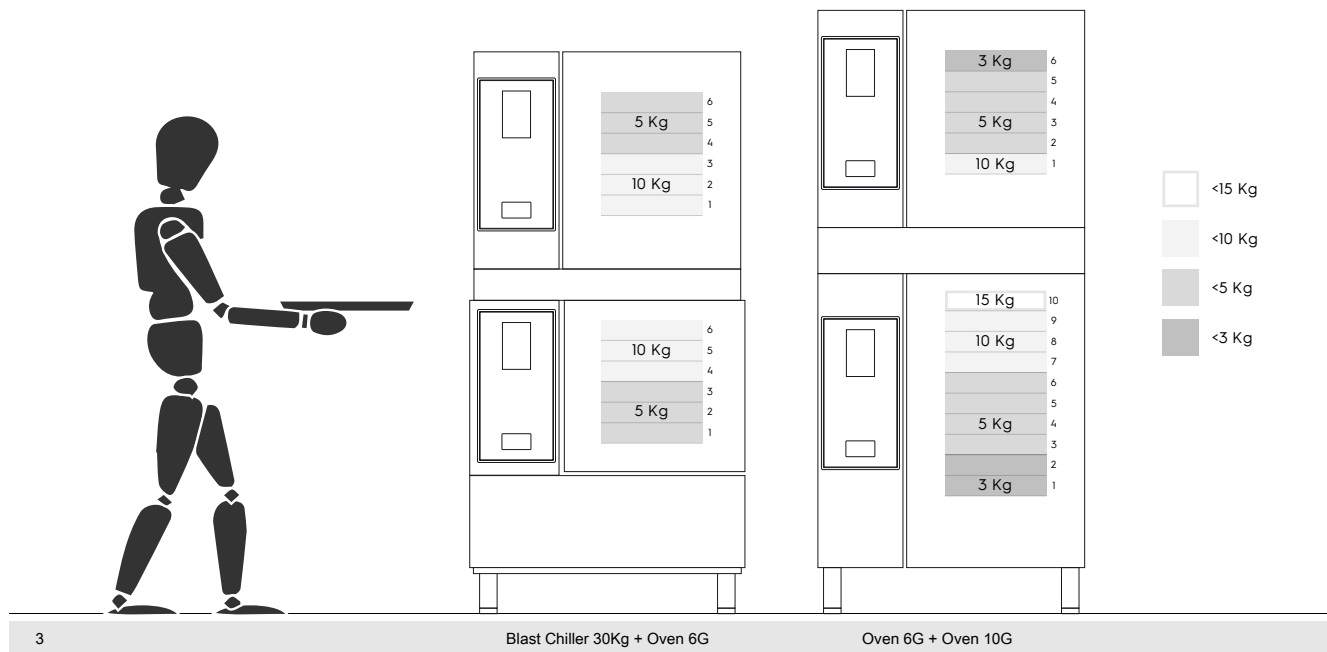 6
5 Kg 5
4
3
10 Kg 2
1
6
10 Kg 5
4
3
5 Kg 2
1
3 Kg 6
5
4
5 Kg 3
2
10 Kg 1
15 Kg 10
9
10 Kg 8
7
6
5
5 Kg 4
3
2
3 Kg 1
<15 Kg
<10 Kg
<5 Kg
<3 Kg
3 Blast Chiller 30Kg + Oven 6G Oven 6G + Oven 10G